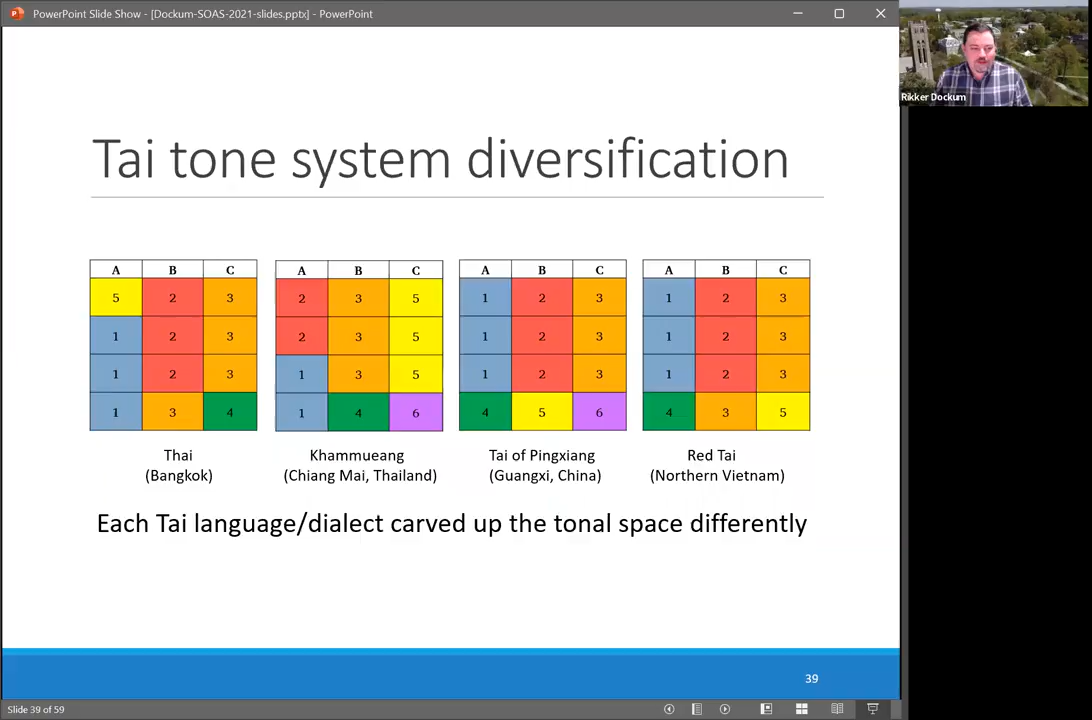 PowerPoint Slide Show - [Dockum-SOAS-2021-slides.pptx] - PowerPoint
Rikker Dockum
Tai tone system diversification
A B C
5 2 3
1 2 3
1 2 3
1 3 4
Thai
(Bangkok)
A B C
2 3 5
2 3 5
1 3 5
1 4 6
Khammueang
(Chiang Mai, Thailand)
A B C
1 2 3
1 2 3
1 2 3
4 5 6
Tai of Pingxiang
(Guangxi, China)
A B C
1 2 3
1 2 3
1 2 3
4 3 5
Red Tai
(Northern Vietnam)
Each Tai language/dialect carved up the tonal space differently
39
Slide 39 of 59